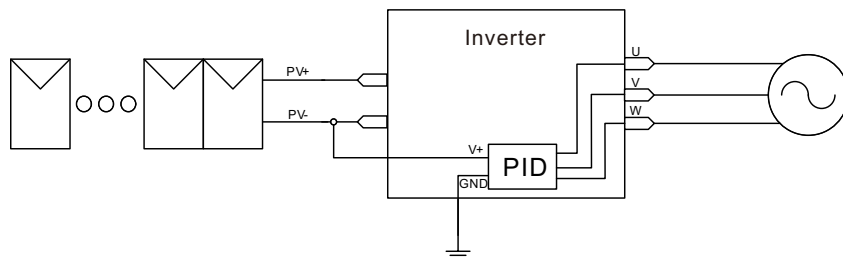 Inverter
PV+
PV-
V+
GND
PID
U
V
W